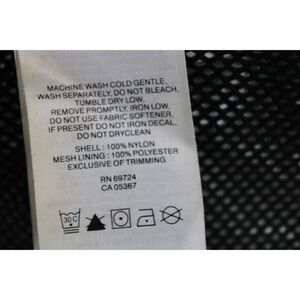 MACHINE WASH COLD GENTLE,
WASH SEPARATELY, DO NOT BLEACH,
TUMBLE DRY LOW,
REMOVE PROMPTLY, IRON LOW,
DO NOT USE FABRIC SOFTENER,
IF PRESENT DO NOT IRON DECAL,
DO NOT DRYCLEAN
SHELL : 100% NYLON
MESH LINING : 100% POLYESTER
EXCLUSIVE OF TRIMMING
RN 69724
CA 05367
30C